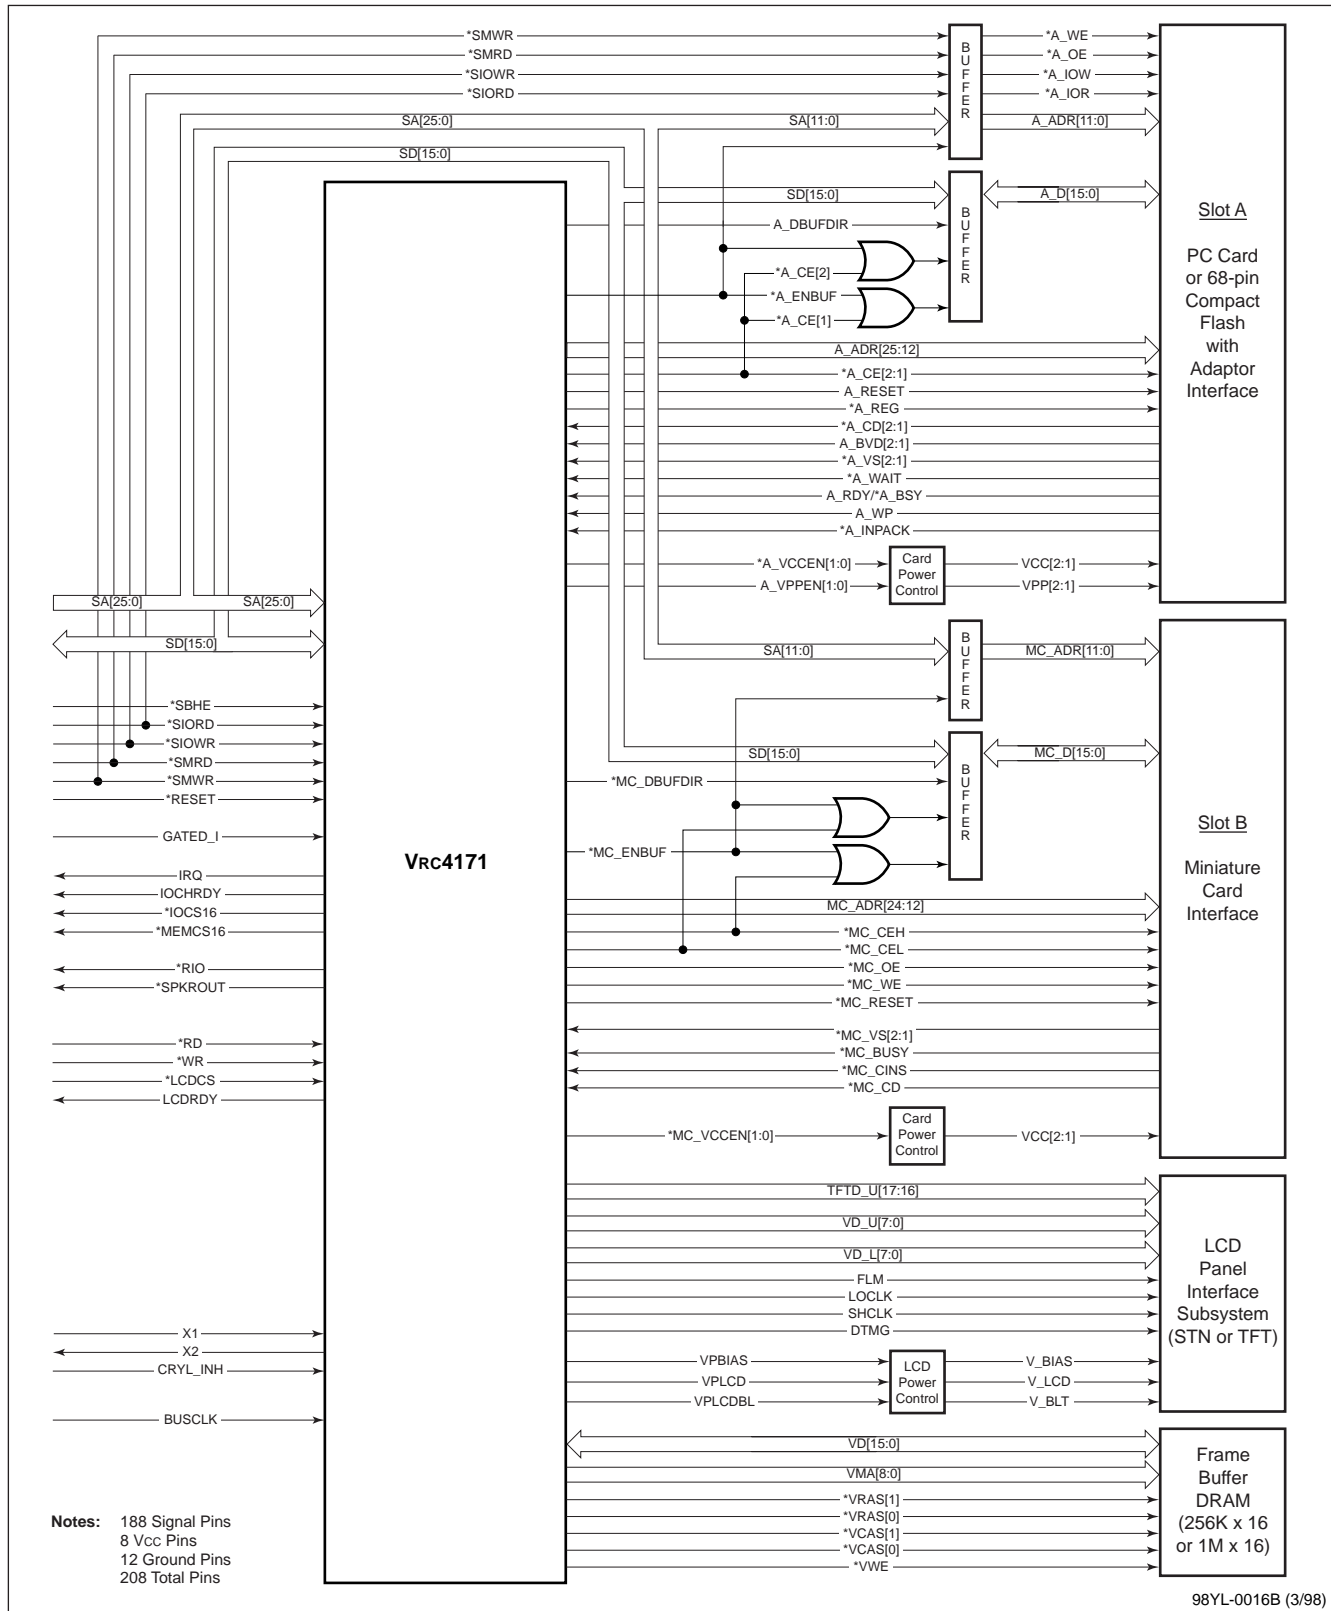 *SMWR
*SMRD
*SIOWR
*SIORD
SA[25:0]
SD[15:0]
SA[11:0]
BUFFER
*A_WE
*A_OE
*A_IOW
*A_IOR
A_ADR[11:0]
SD[15:0]
A_DBUFDIR
*A_CE[2]
*A_ENBUF
*A_CE[1]
BUFFER
A_D[15:0]
A_ADR[25:12]
*A_CE[2:1]
A_RESET
*A_REG
*A_CD[2:1]
A_BVD[2:1]
*A_VS[2:1]
*A_WAIT
A_RDY/*A_BSY
A_WP
*A_INPACK
*A_VCCEN[1:0]
A_VPPEN[1:0]
Card
Power
Control
VCC[2:1]
VPP[2:1]
Slot A
PC Card
or 68-pin
Compact
Flash
with
Adaptor
Interface
SA[25:0]
SA[25:0]
SD[15:0]
*SBHE
*SIORD
*SIOWR
*SMRD
*SMWR
*RESET
GATED_I
IRQ
IOCHRDY
*IOCS16
*MEMCS16
*RIO
*SPKROUT
*RD
*WR
*LCDCS
LCDRDY
X1
X2
CRYL_INH
BUSCLK
VRC4171
SA[11:0]
BUFFER
MC_ADR[11:0]
SD[15:0]
*MC_DBUFDIR
*MC_ENBUF
BUFFER
MC_D[15:0]
MC_ADR[24:12]
*MC_CEH
*MC_CEL
*MC_OE
*MC_WE
*MC_RESET
*MC_VS[2:1]
*MC_BUSY
*MC_CINS
*MC_CD
*MC_VCCEN[1:0]
Card
Power
Control
VCC[2:1]
Slot B
Miniature
Card
Interface
TFTD_U[17:16]
VD_U[7:0]
VD_L[7:0]
FLM
LOCLK
SHCLK
DTMG
VPBIAS
VPLCD
VPLCDBL
LCD
Power
Control
V_BIAS
V_LCD
V_BLT
LCD
Panel
Interface
Subsystem
(STN or TFT)
VD[15:0]
VMA[8:0]
*VRAS[1]
*VRAS[0]
*VCAS[1]
*VCAS[0]
*VWE
Frame
Buffer
DRAM
(256K x 16
or 1M x 16)
Notes: 188 Signal Pins
8 VCC Pins
12 Ground Pins
208 Total Pins
98YL-0016B (3/98)